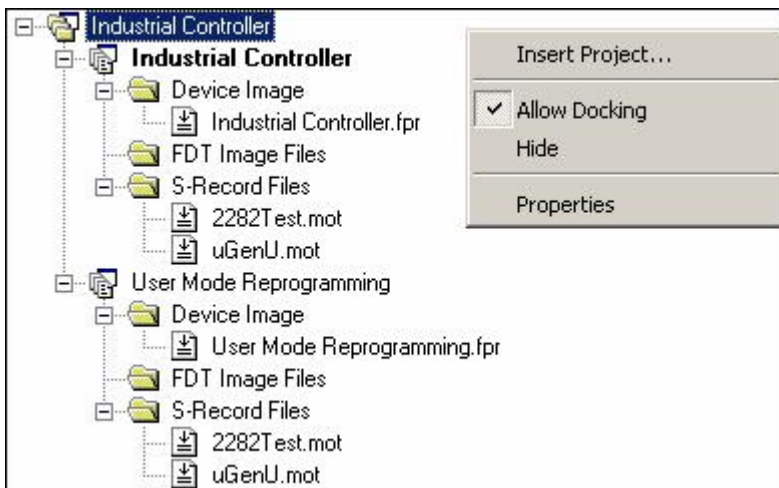 Industrial Controller
Industrial Controller
Device Image
Industrial Controller.fpr
FDT Image Files
S-Record Files
2282Test.mot
uGenU.mot
User Mode Reprogramming
Device Image
User Mode Reprogramming.fpr
FDT Image Files
S-Record Files
2282Test.mot
uGenU.mot
Insert Project...
Allow Docking
Hide
Properties